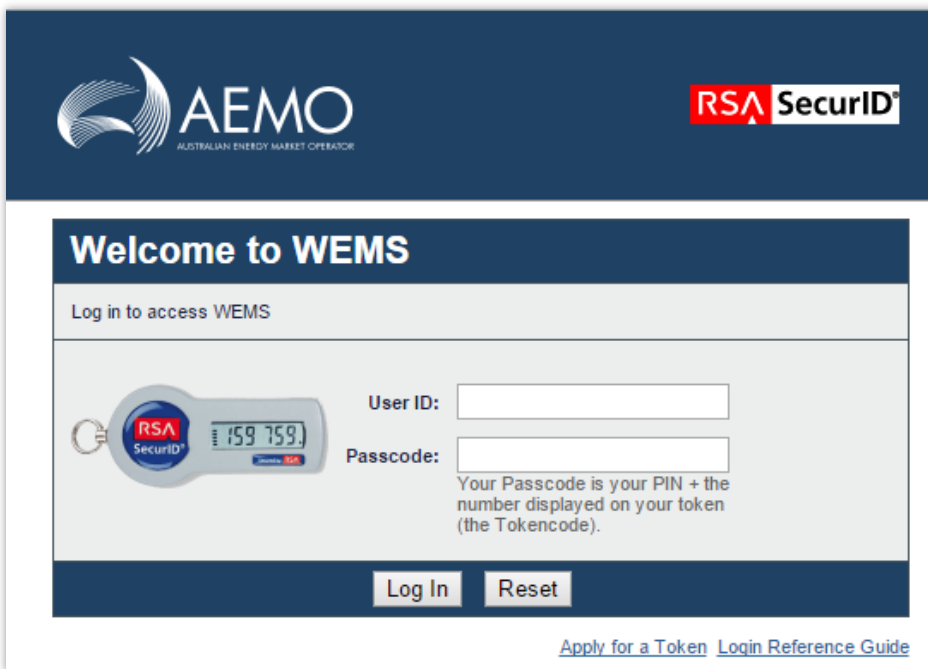 AEMO
AUSTRALIAN ENERGY MARKET OPERATOR
RSA SecurID®
Welcome to WEMS
Log in to access WEMS
RSA
SecurID®
159 759
User ID:
Passcode:
Your Passcode is your PIN + the
number displayed on your token
(the Tokencode).
Log In
Reset
Apply for a Token Login Reference Guide